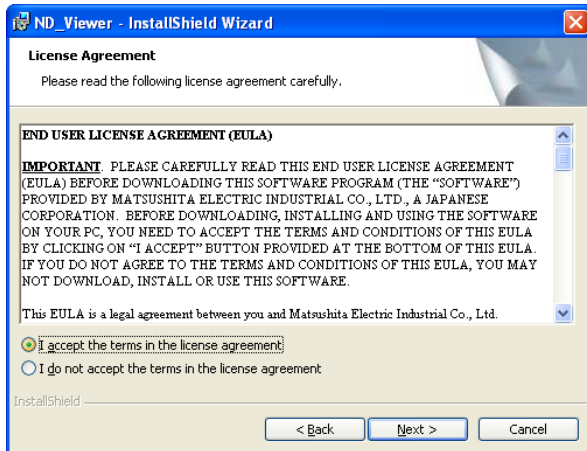 ND_Viewer - InstallShield Wizard
License Agreement
Please read the following license agreement carefully.
END USER LICENSE AGREEMENT (EULA)
IMPORTANT. PLEASE CAREFULLY READ THIS END USER LICENSE AGREEMENT
(EULA) BEFORE DOWNLOADING THIS SOFTWARE PROGRAM (THE “SOFTWARE”)
PROVIDED BY MATSUSHITA ELECTRIC INDUSTRIAL CO., LTD., A JAPANESE
CORPORATION. BEFORE DOWNLOADING, INSTALLING AND USING THE SOFTWARE
ON YOUR PC, YOU NEED TO ACCEPT THE TERMS AND CONDITIONS OF THIS EULA
BY CLICKING ON “I ACCEPT” BUTTON PROVIDED AT THE BOTTOM OF THIS EULA.
IF YOU DO NOT AGREE TO THE TERMS AND CONDITIONS OF THIS EULA, YOU MAY
NOT DOWNLOAD, INSTALL OR USE THIS SOFTWARE.
This EULA is a legal agreement between you and Matsushita Electric Industrial Co., Ltd.
I accept the terms in the license agreement
I do not accept the terms in the license agreement
InstallShield
< Back
Next >
Cancel